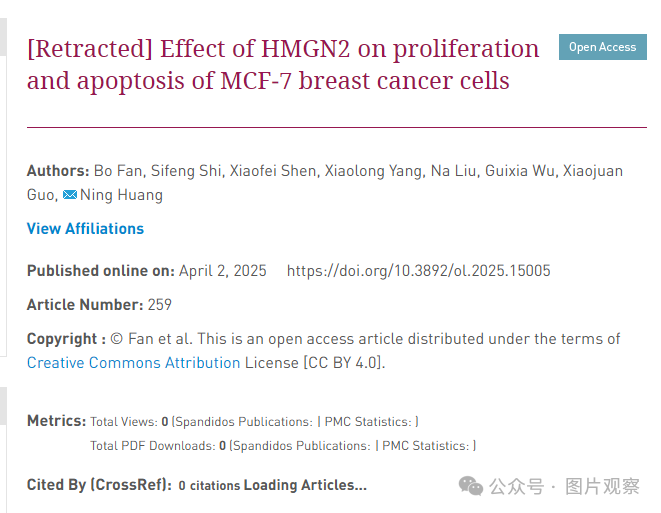 [Retracted] Effect of HMGN2 on proliferation
and apoptosis of MCF-7 breast cancer cells
Open Access
Authors: Bo Fan, Sifeng Shi, Xiaofei Shen, Xiaolong Yang, Na Liu, Guixia Wu, Xiaojuan
Guo, Ning Huang
View Affiliations
Published online on: April 2, 2025 https://doi.org/10.3892/ol.2025.15005
Article Number: 259
Copyright : © Fan et al. This is an open access article distributed under the terms of
Creative Commons Attribution License [CC BY 4.0].
Metrics: Total Views: 0 (Spandidos Publications: | PMC Statistics: )
Total PDF Downloads: 0 (Spandidos Publications: | PMC Statistics: )
Cited By (CrossRef): 0 citations Loading Articles...
公众号 · 图片观察